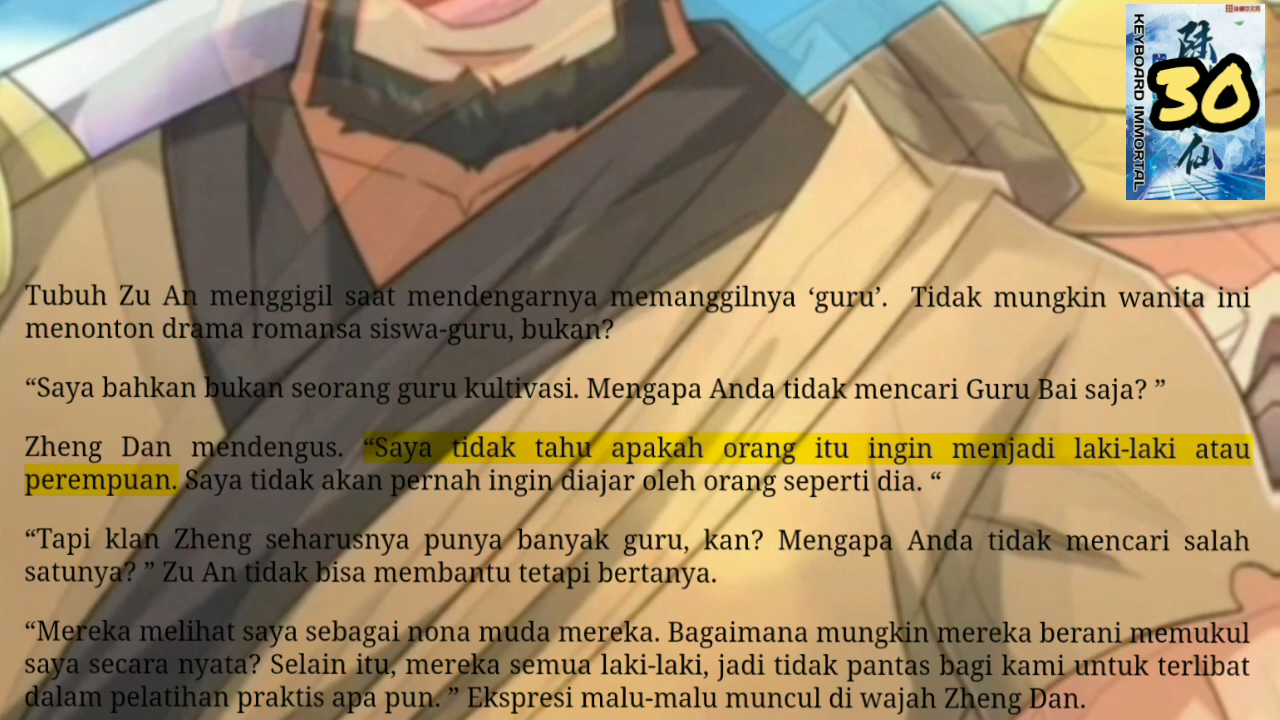 KEYBOARD IMMORTAL
30
仙
Tubuh Zu An menggigil saat mendengarnya memanggilnya ‘guru’. Tidak mungkin wanita ini
menonton drama romansa siswa-guru, bukan?
“Saya bahkan bukan seorang guru kultivasi. Mengapa Anda tidak mencari Guru Bai saja? ”
Zheng Dan mendengus. “Saya tidak tahu apakah orang itu ingin menjadi laki-laki atau
perempuan. Saya tidak akan pernah ingin diajar oleh orang seperti dia. “
“Tapi klan Zheng seharusnya punya banyak guru, kan? Mengapa Anda tidak mencari salah
satunya? ” Zu An tidak bisa membantu tetapi bertanya.
“Mereka melihat saya sebagai nona muda mereka. Bagaimana mungkin mereka berani memukul
saya secara nyata? Selain itu, mereka semua laki-laki, jadi tidak pantas bagi kami untuk terlibat
dalam pelatihan praktis apa pun. ” Ekspresi malu-malu muncul di wajah Zheng Dan.